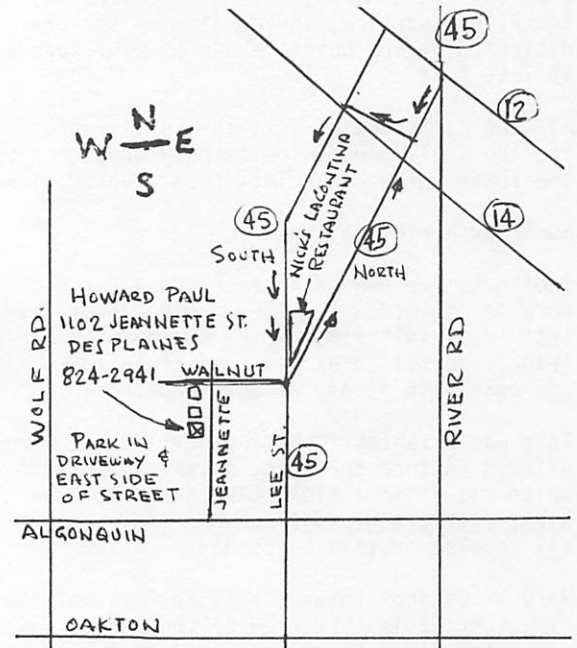 45
12
14
N
W E
S
45
SOUTH
NICK'S LACONTINA
RESTAURANT
45
NORTH
WOLF RD.
RIVER RD
HOWARD PAUL
1102 JEANNETTE ST.
DES PLAINES
824-2941
WALNUT
PARK IN
DRIVEWAY &
EAST SIDE
OF STREET
JEANNETTE
LEE ST.
45
ALGONQUIN
OAKTON